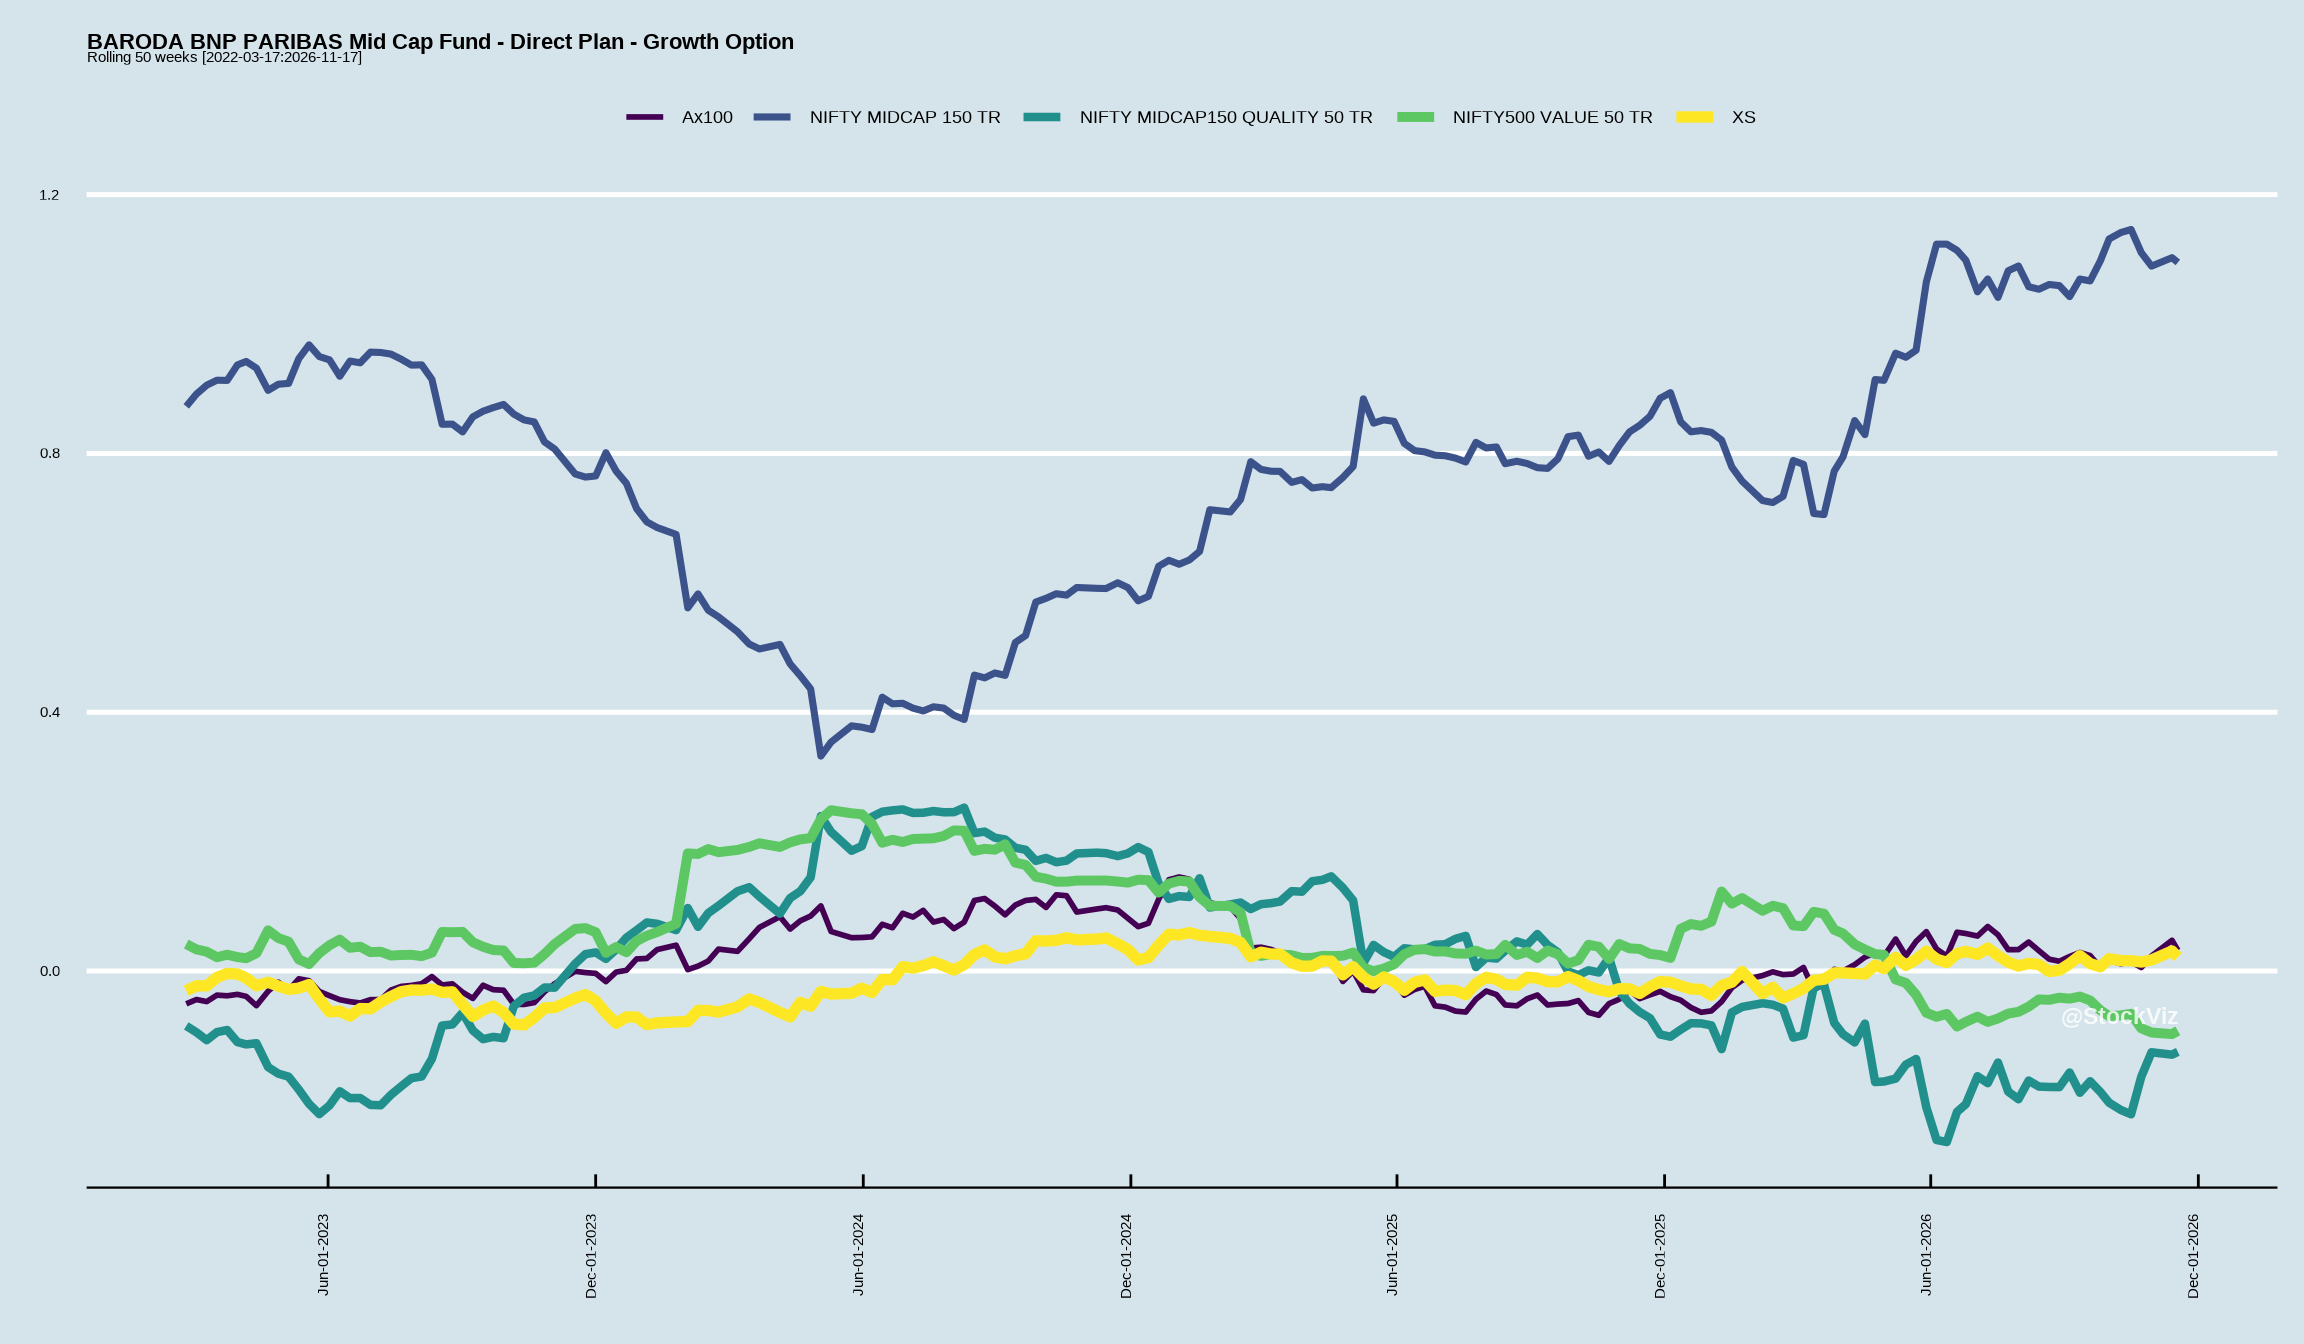 BARODA BNP PARIBAS Mid Cap Fund - Direct Plan - Growth Option
Rolling 50 weeks [2022-03-17:2026-11-17]
Ax100 NIFTY MIDCAP 150 TR NIFTY MIDCAP150 QUALITY 50 TR NIFTY500 VALUE 50 TR XS
1.2
0.8
0.4
0.0
@StockViz
Jun-01-2023
Dec-01-2023
Jun-01-2024
Dec-01-2024
Jun-01-2025
Dec-01-2025
Jun-01-2026
Dec-01-2026